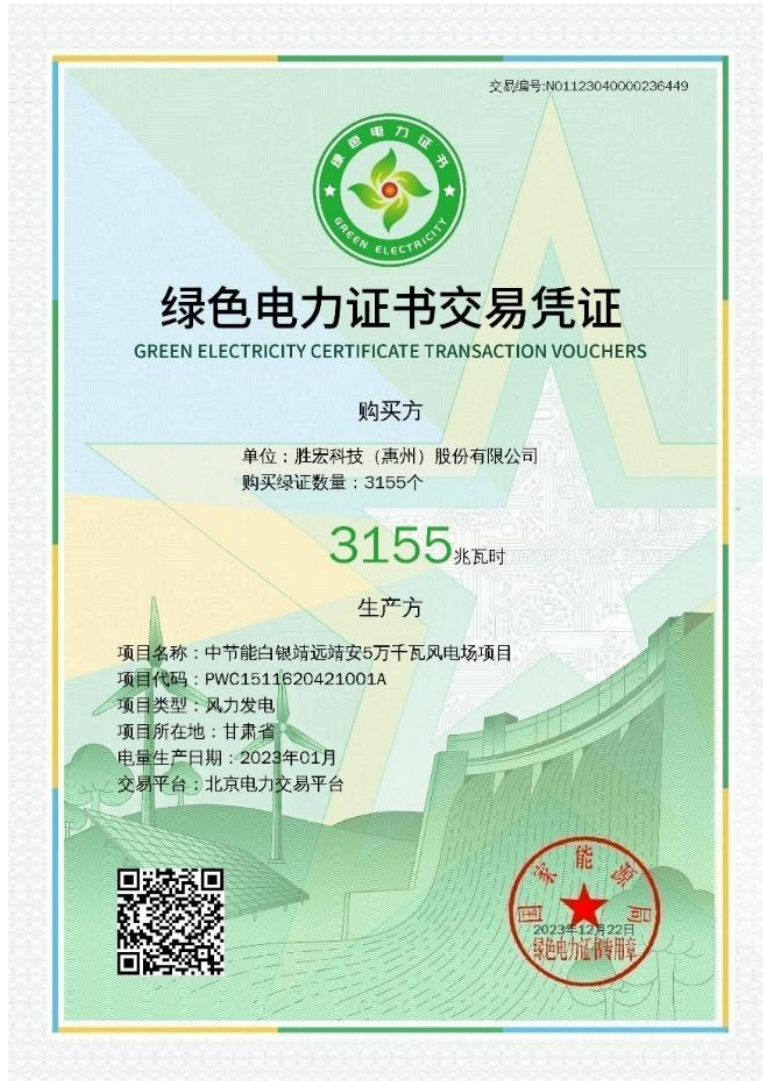 交易编号:N01123040000236449
绿色电力证书
GREEN ELECTRICITY
绿色电力证书交易凭证
GREEN ELECTRICITY CERTIFICATE TRANSACTION VOUCHERS
购买方
单位：胜宏科技（惠州）股份有限公司
购买绿证数量：3155个
3155兆瓦时
生产方
项目名称：中节能白银靖远靖安5万千瓦风电场项目
项目代码：PWC1511620421001A
项目类型：风力发电
项目所在地：甘肃省
电量生产日期：2023年01月
交易平台：北京电力交易平台
国家能源局
2023年12月22日
绿色电力证书专用章